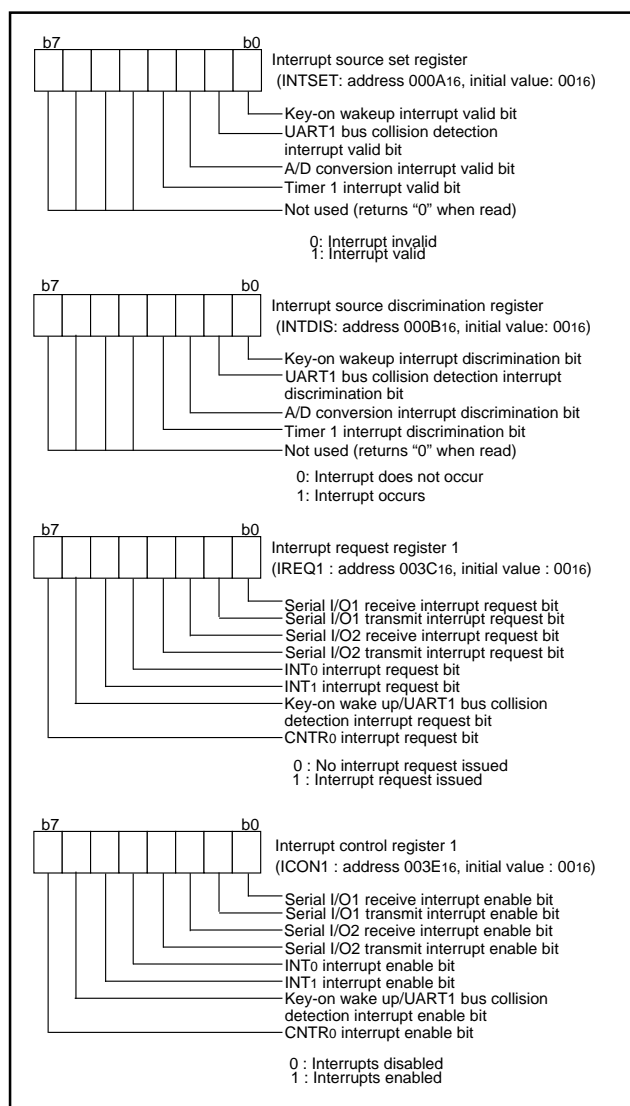 b7 b0
Interrupt source set register
(INTSET: address 000A16, initial value: 0016)
Key-on wakeup interrupt valid bit
UART1 bus collision detection
interrupt valid bit
A/D conversion interrupt valid bit
Timer 1 interrupt valid bit
Not used (returns “0” when read)
0: Interrupt invalid
1: Interrupt valid
b7 b0
Interrupt source discrimination register
(INTDIS: address 000B16, initial value: 0016)
Key-on wakeup interrupt discrimination bit
UART1 bus collision detection interrupt
discrimination bit
A/D conversion interrupt discrimination bit
Timer 1 interrupt discrimination bit
Not used (returns “0” when read)
0: Interrupt does not occur
1: Interrupt occurs
b7 b0
Interrupt request register 1
(IREQ1 : address 003C16, initial value : 0016)
Serial I/O1 receive interrupt request bit
Serial I/O1 transmit interrupt request bit
Serial I/O2 receive interrupt request bit
Serial I/O2 transmit interrupt request bit
INT0 interrupt request bit
INT1 interrupt request bit
Key-on wake up/UART1 bus collision
detection interrupt request bit
CNTR0 interrupt request bit
0 : No interrupt request issued
1 : Interrupt request issued
b7 b0
Interrupt control register 1
(ICON1 : address 003E16, initial value : 0016)
Serial I/O1 receive interrupt enable bit
Serial I/O1 transmit interrupt enable bit
Serial I/O2 receive interrupt enable bit
Serial I/O2 transmit interrupt enable bit
INT0 interrupt enable bit
INT1 interrupt enable bit
Key-on wake up/UART1 bus collision
detection interrupt enable bit
CNTR0 interrupt enable bit
0 : Interrupts disabled
1 : Interrupts enabled